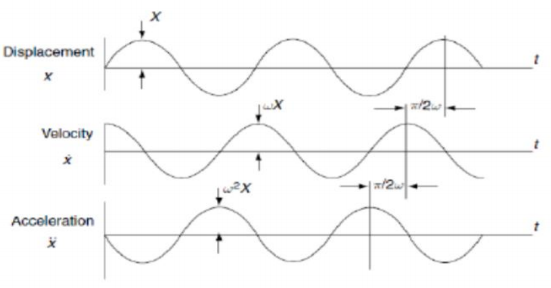 X
Displacement
x
t
π/2ω
Velocity
ẋ
ωX
t
π/2ω
Acceleration
ẍ
ω²X
t